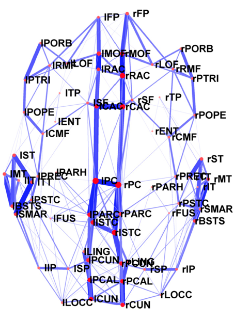 lFP rFP
lPORB rPORB
lMOF rMOF
lRMF lLOF rLOF rRMF
lRAC rRAC
lPTRI rPTRI
lTP rTP
lSF rSF
lCAC rCAC
lPOPE rPOPE
lENT rENT
lCMF rCMF
lST rST
lMT rMT
lPREC lPARH rPREC
lPC rPC
lIT lTT rPARH rIT
lPSTC rPSTC
lBSTS rSMAR
lSMAR lFUS lPARC rPARC rFUS
lISTC rBSTS
rISTC
lLING
lPCUN rLING
lIP lSP rSP rIP
lPCAL rPCAL
lLOCC lCUN rLOCC
rCUN